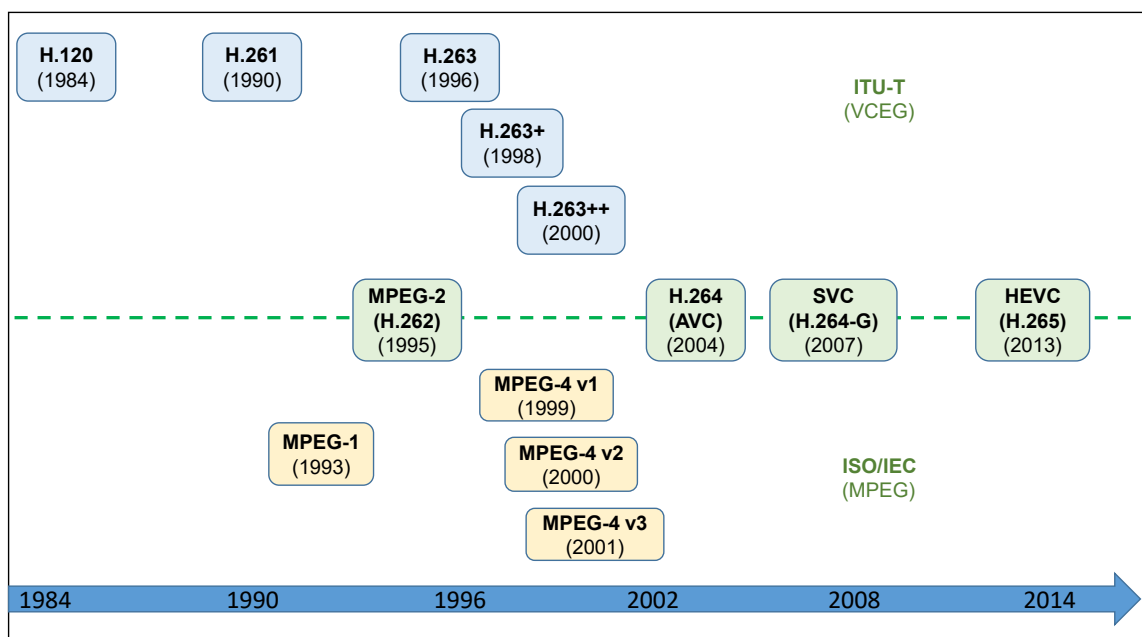 H.120
(1984)
H.261
(1990)
H.263
(1996)
ITU-T
(VCEG)
H.263+
(1998)
H.263++
(2000)
MPEG-2
(H.262)
(1995)
H.264
(AVC)
(2004)
SVC
(H.264-G)
(2007)
HEVC
(H.265)
(2013)
MPEG-4 v1
(1999)
MPEG-1
(1993)
MPEG-4 v2
(2000)
ISO/IEC
(MPEG)
MPEG-4 v3
(2001)
1984 1990 1996 2002 2008 2014